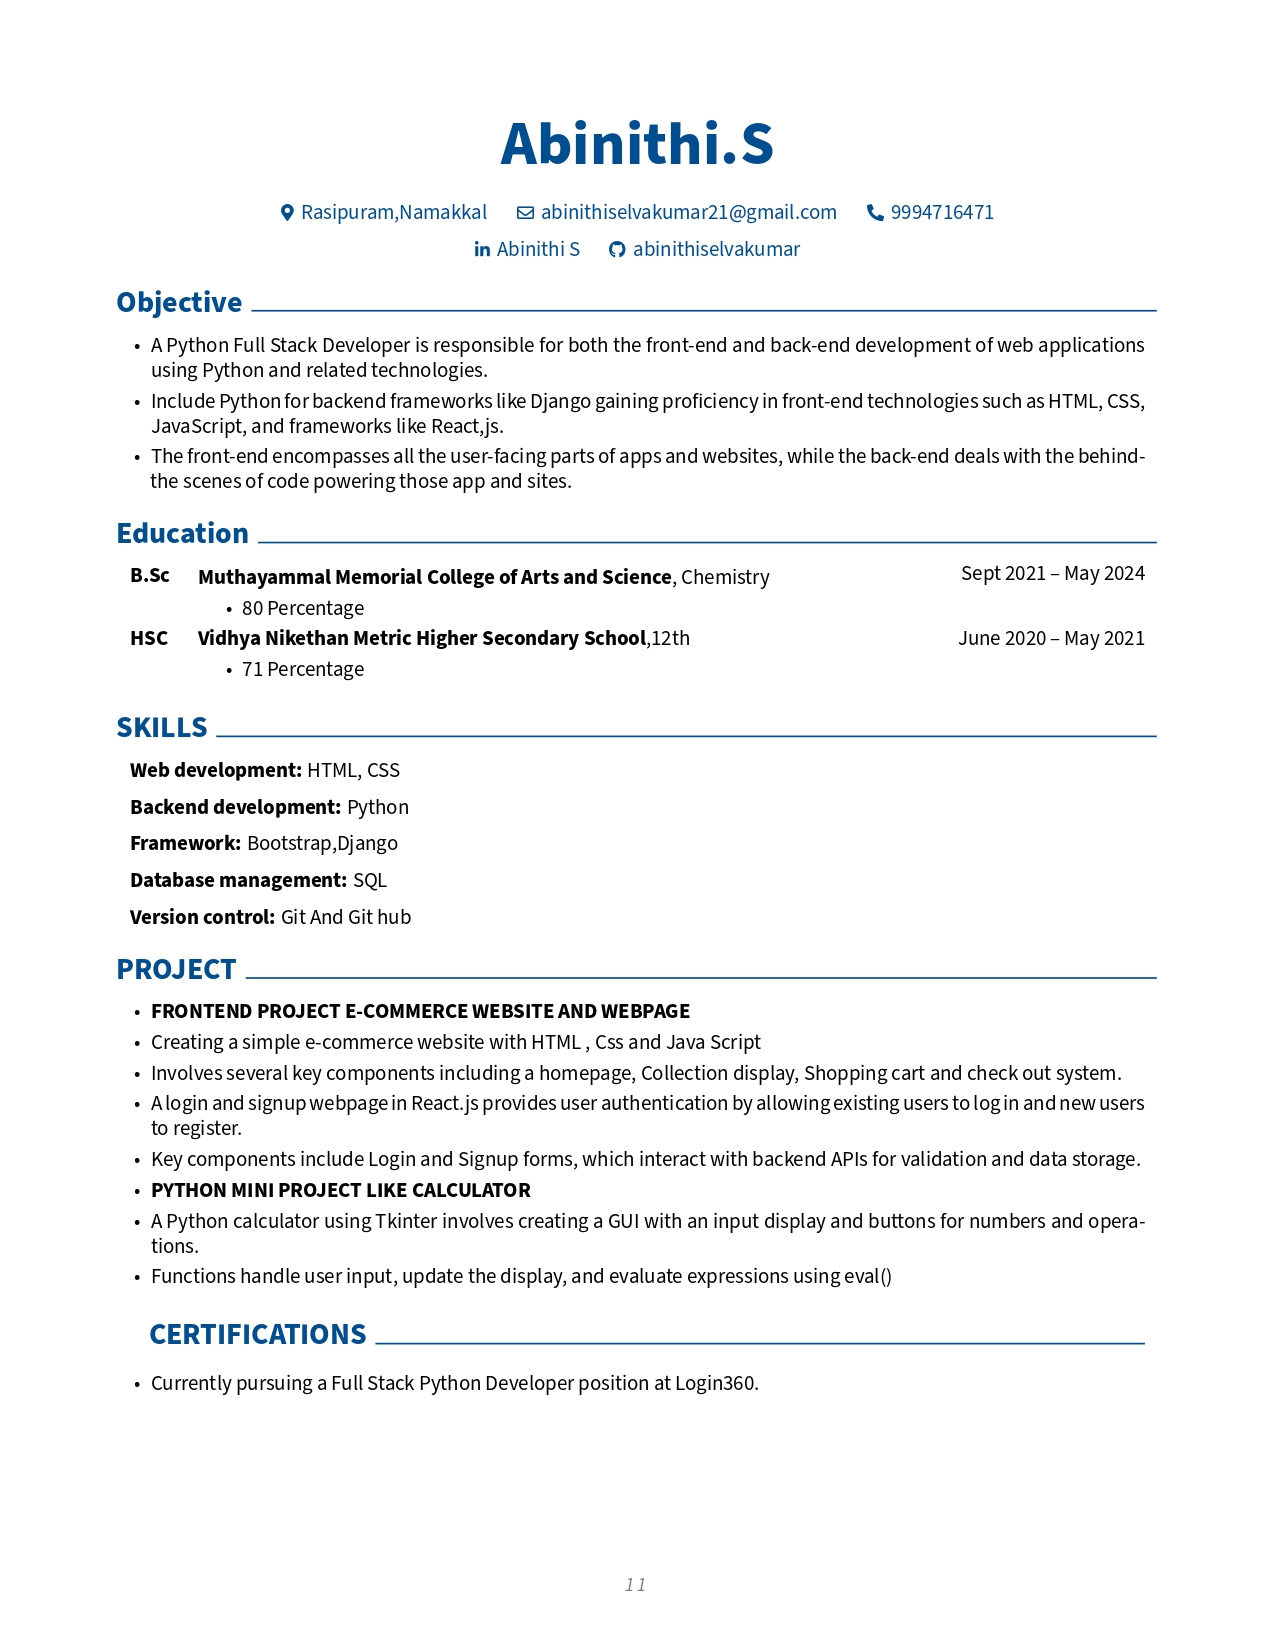 Abinithi.S
Rasipuram,Namakkal abinithiselvakumar21@gmail.com 9994716471
Abinithi S abinithiselvakumar
Objective
• A Python Full Stack Developer is responsible for both the front-end and back-end development of web applications
using Python and related technologies.
• Include Python for backend frameworks like Django gaining proficiency in front-end technologies such as HTML, CSS,
JavaScript, and frameworks like React,js.
• The front-end encompasses all the user-facing parts of apps and websites, while the back-end deals with the behind-
the scenes of code powering those app and sites.
Education
B.Sc Muthayammal Memorial College of Arts and Science, Chemistry Sept 2021 – May 2024
• 80 Percentage
HSC Vidhya Nikethan Metric Higher Secondary School,12th June 2020 – May 2021
• 71 Percentage
SKILLS
Web development: HTML, CSS
Backend development: Python
Framework: Bootstrap,Django
Database management: SQL
Version control: Git And Git hub
PROJECT
• FRONTEND PROJECT E-COMMERCE WEBSITE AND WEBPAGE
• Creating a simple e-commerce website with HTML , Css and Java Script
• Involves several key components including a homepage, Collection display, Shopping cart and check out system.
• A login and signup webpage in React.js provides user authentication by allowing existing users to log in and new users
to register.
• Key components include Login and Signup forms, which interact with backend APIs for validation and data storage.
• PYTHON MINI PROJECT LIKE CALCULATOR
• A Python calculator using Tkinter involves creating a GUI with an input display and buttons for numbers and opera-
tions.
• Functions handle user input, update the display, and evaluate expressions using eval()
CERTIFICATIONS
• Currently pursuing a Full Stack Python Developer position at Login360.
11